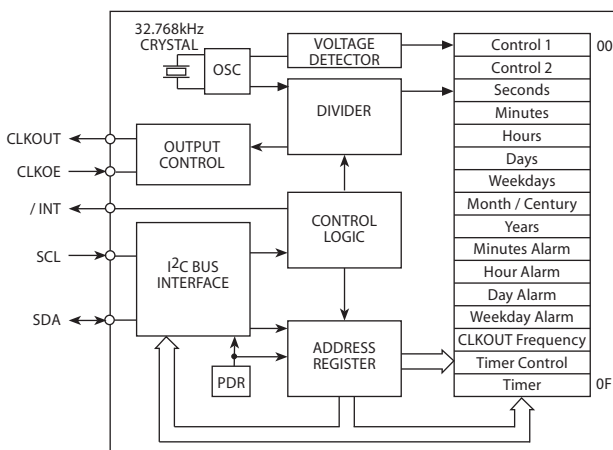 32.768kHz
CRYSTAL
OSC
VOLTAGE
DETECTOR
DIVIDER
CLKOUT
CLKOE
OUTPUT
CONTROL
/ INT
CONTROL
LOGIC
SCL
SDA
I²C BUS
INTERFACE
PDR
ADDRESS
REGISTER
Control 1
00
Control 2
Seconds
Minutes
Hours
Days
Weekdays
Month / Century
Years
Minutes Alarm
Hour Alarm
Day Alarm
Weekday Alarm
CLKOUT Frequency
Timer Control
Timer
0F